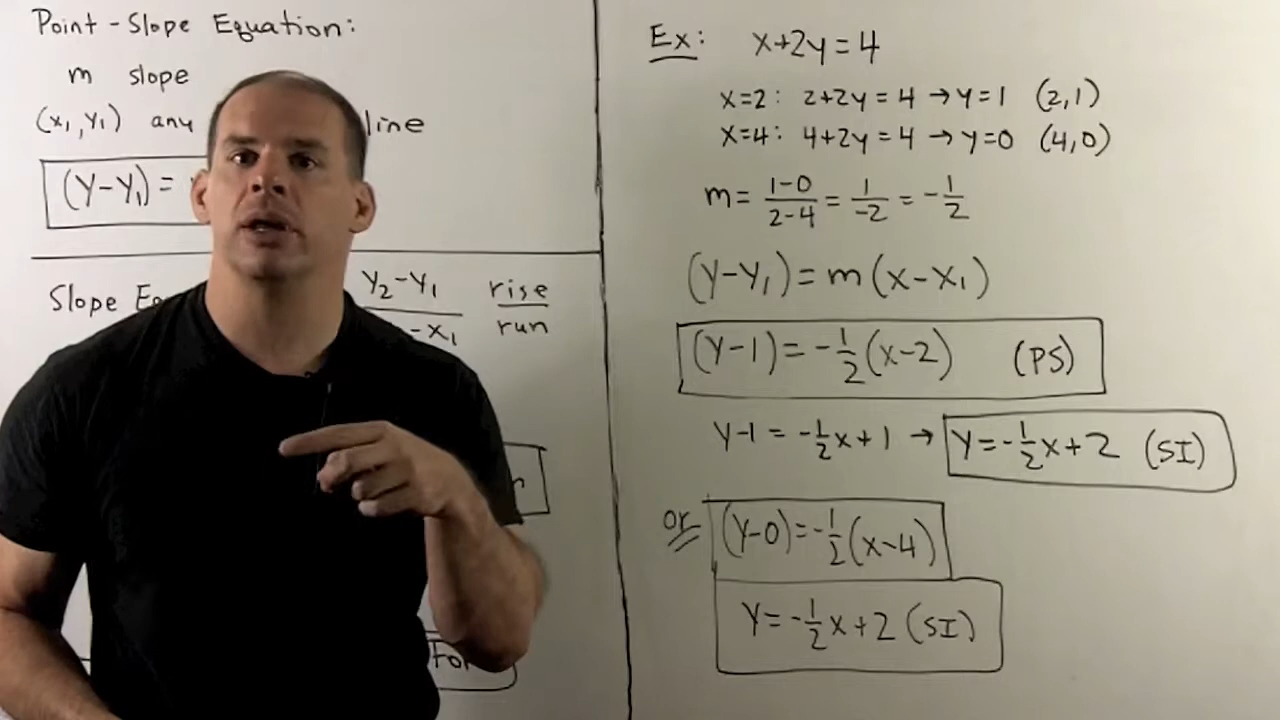 Point-Slope Equation:
m slope
(x₁,y₁) any line
(y-y₁) =
Slope y₂-y₁ rise
-x₁ run
Ex: x+2y=4
x=2: 2+2y=4 → y=1 (2,1)
x=4: 4+2y=4 → y=0 (4,0)
m= 1-0/2-4 = 1/-2 = -1/2
(y-y₁)=m(x-x₁)
(y-1)=-1/2(x-2) (PS)
y-1=-1/2x+1 → y=-1/2x+2 (SI)
or (y-0)=-1/2(x-4)
y=-1/2x+2 (SI)